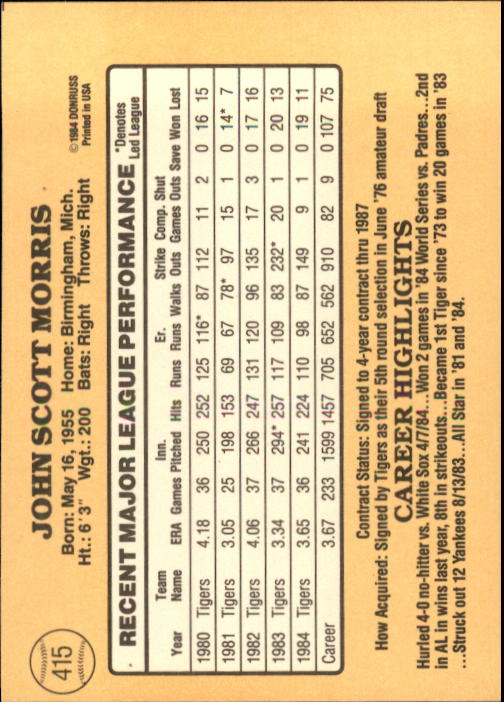 415
JOHN SCOTT MORRIS
Born: May 16, 1955 Home: Birmingham, Mich.
Ht.: 6'3" Wgt.: 200 Bats: Right Throws: Right
©1984 DONRUSS
Printed in USA
RECENT MAJOR LEAGUE PERFORMANCE *Denotes Led League
Year Team Name ERA Games Inn. Pitched Hits Runs Er. Runs Walks Strike Outs Comp. Games Shut Outs Save Won Lost
1980 Tigers 4.18 36 250 252 125 116* 87 112 11 2 0 16 15
1981 Tigers 3.05 25 198 153 69 67 78* 97 15 1 0 14* 7
1982 Tigers 4.06 37 266 247 131 120 96 135 17 3 0 17 16
1983 Tigers 3.34 37 294* 257 117 109 83 232* 20 1 0 20 13
1984 Tigers 3.65 36 241 224 110 98 87 149 9 1 0 19 11
Career 3.67 233 1599 1457 705 652 562 910 82 9 0 107 75
Contract Status: Signed to 4-year contract thru 1987
How Acquired: Signed by Tigers as their 5th round selection in June '76 amateur draft
CAREER HIGHLIGHTS
Hurled 4-0 no-hitter vs. White Sox 4/7/84...Won 2 games in '84 World Series vs. Padres...2nd
in AL in wins last year, 8th in strikeouts...Became 1st Tiger since '73 to win 20 games in '83
...Struck out 12 Yankees 8/13/83...All Star in '81 and '84.